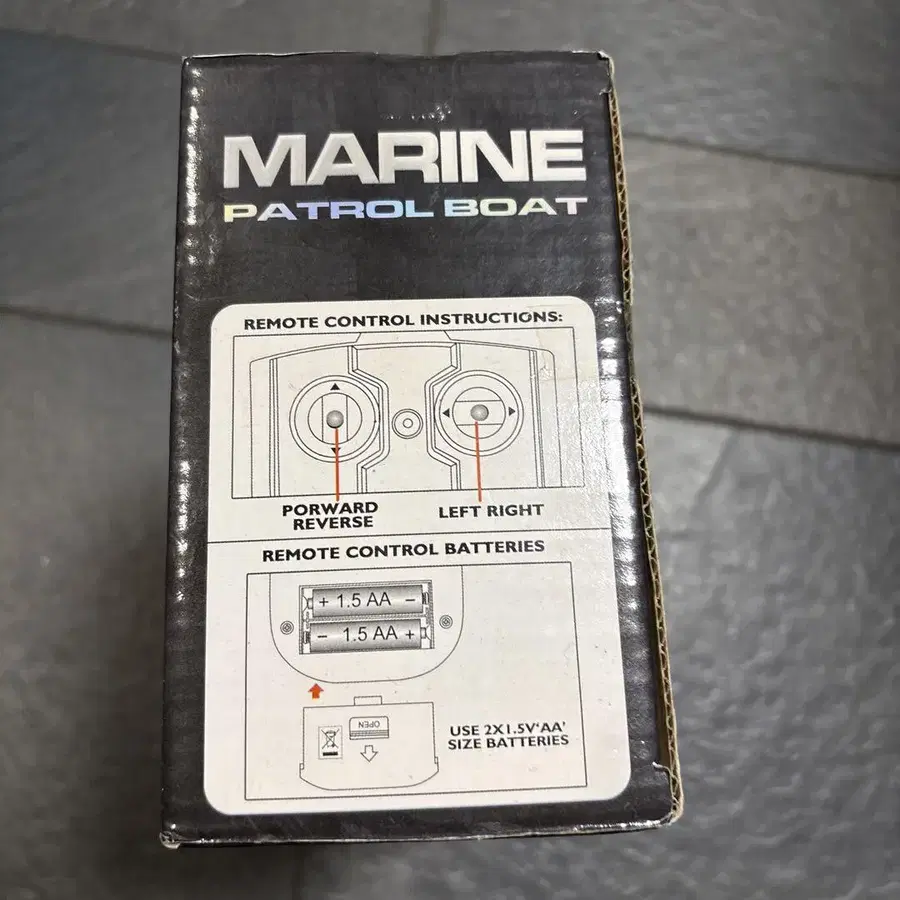 MARINE
PATROL BOAT
REMOTE CONTROL INSTRUCTIONS:
PORWARD
REVERSE
LEFT RIGHT
REMOTE CONTROL BATTERIES
+ 1.5 AA −
− 1.5 AA +
OPEN
USE 2X1.5V‘AA’
SIZE BATTERIES